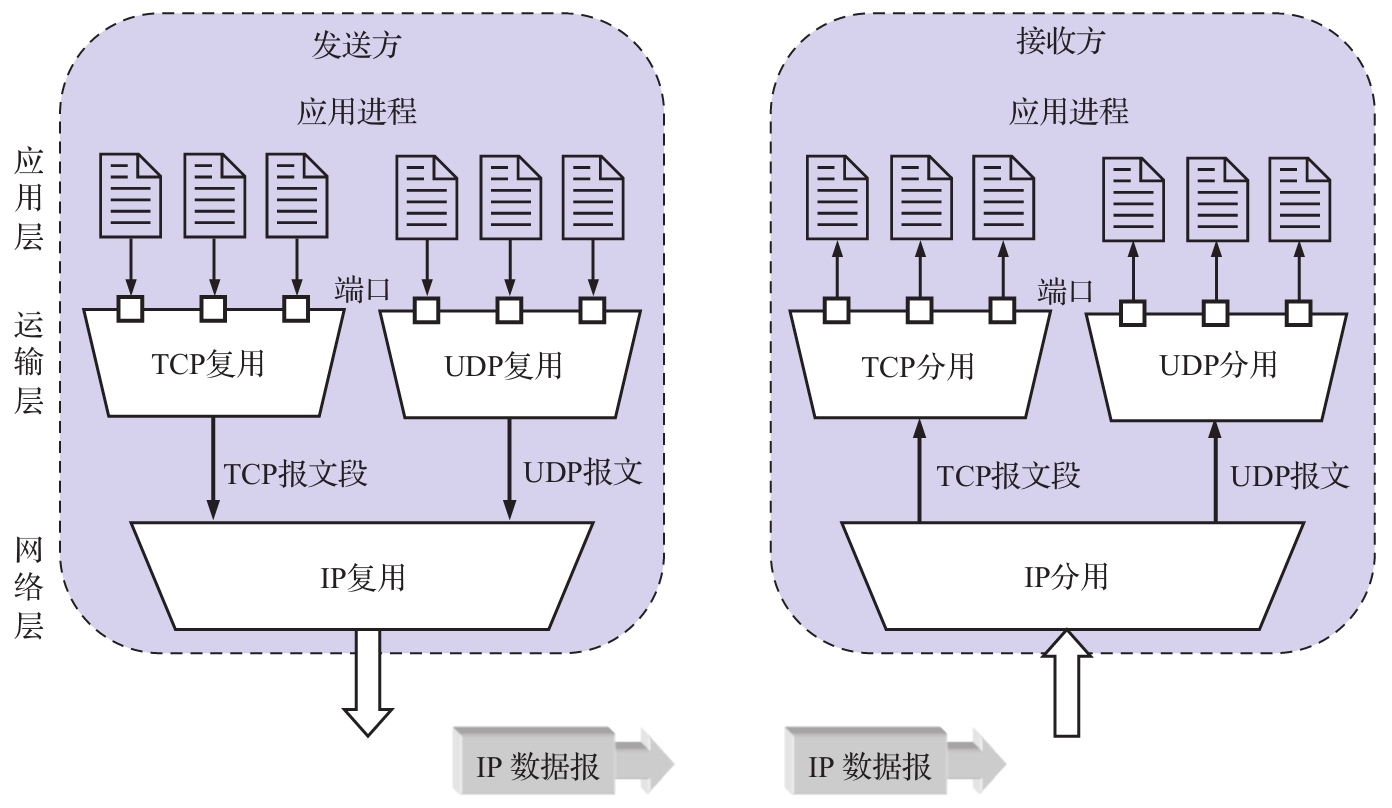 发送方
应用进程
应用层
端口
运输层
TCP复用
UDP复用
TCP报文段
UDP报文
网络层
IP复用
IP 数据报
接收方
应用进程
端口
TCP分用
UDP分用
TCP报文段
UDP报文
IP分用
IP 数据报